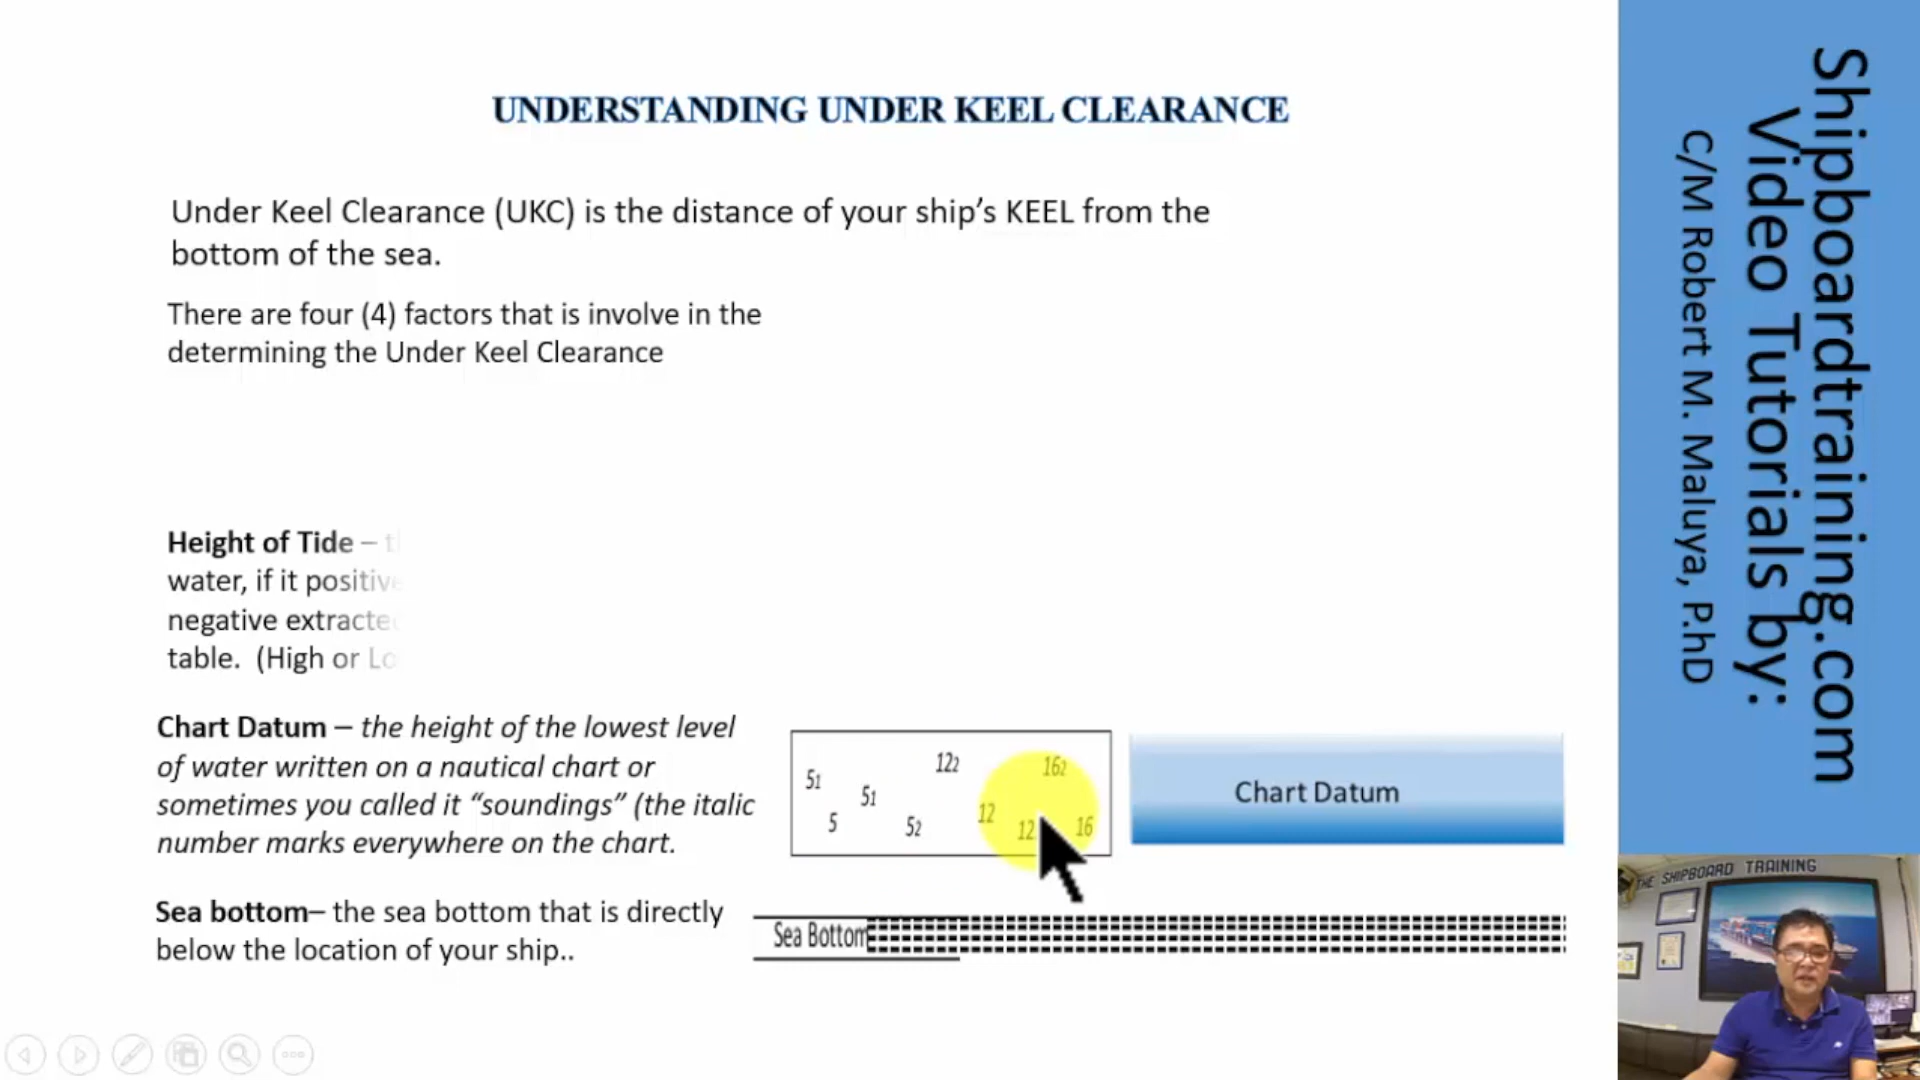 UNDERSTANDING UNDER KEEL CLEARANCE
Under Keel Clearance (UKC) is the distance of your ship's KEEL from the
bottom of the sea.
There are four (4) factors that is involve in the
determining the Under Keel Clearance
Height of Tide –
water, if it positive
negative extracted
table. (High or Lo
Chart Datum – the height of the lowest level
of water written on a nautical chart or
sometimes you called it “soundings” (the italic
number marks everywhere on the chart.
51 5 51 52 122 12 12 162 16
Chart Datum
Sea bottom– the sea bottom that is directly
below the location of your ship..
Sea Bottom
Shipboardtraining.com
Video Tutorials by:
C/M Robert M. Maluya, P.hD
THE SHIPBOARD TRAINING